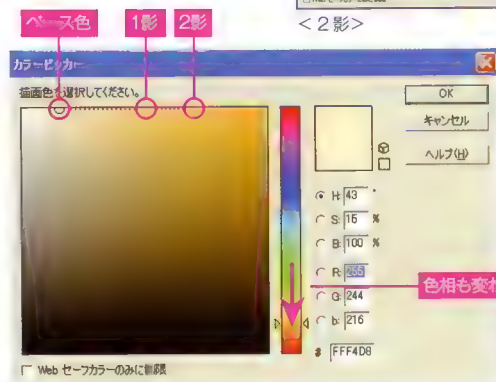 <2影>
ベース色 1影 2影
カラーピッカー
描画色を選択してください。
OK
キャンセル
ヘルプ(H)
H: 43 °
S: 15 %
B: 100 %
R: 255
G: 244
b: 216
# FFF4D8
色相も変わ
Web セーフカラーのみに制限